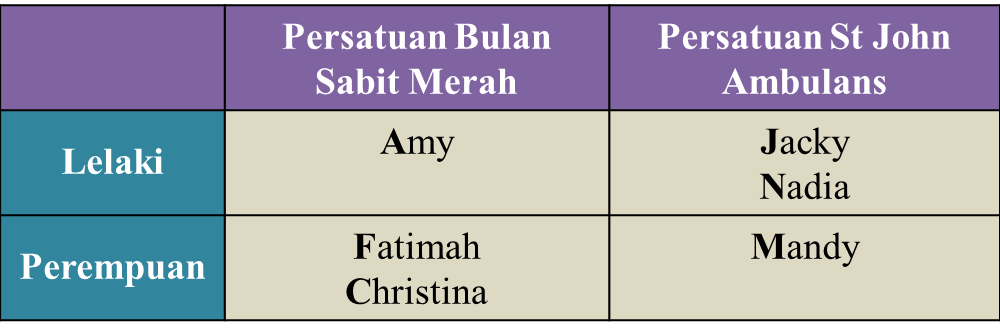 Persatuan Bulan
Sabit Merah
Persatuan St John
Ambulans
Lelaki
Amy
Jacky
Nadia
Perempuan
Fatimah
Christina
Mandy